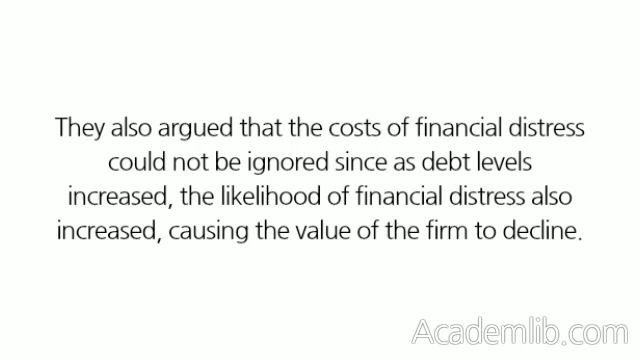 They also argued that the costs of financial distress
could not be ignored since as debt levels
increased, the likelihood of financial distress also
increased, causing the value of the firm to decline.
Academlib.com